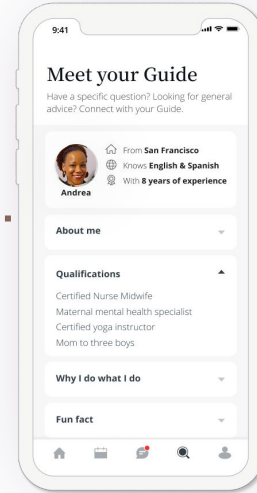 9:41
Meet your Guide
Have a specific question? Looking for general
advice? Connect with your Guide.
From San Francisco
Knows English & Spanish
With 8 years of experience
Andrea
About me
Qualifications
Certified Nurse Midwife
Maternal mental health specialist
Certified yoga instructor
Mom to three boys
Why I do what I do
Fun fact